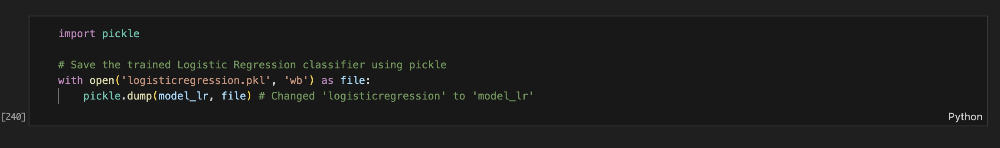 import pickle
# Save the trained Logistic Regression classifier using pickle
with open('logisticregression.pkl', 'wb') as file:
    pickle.dump(model_lr, file) # Changed 'logisticregression' to 'model_lr'
[240]
Python